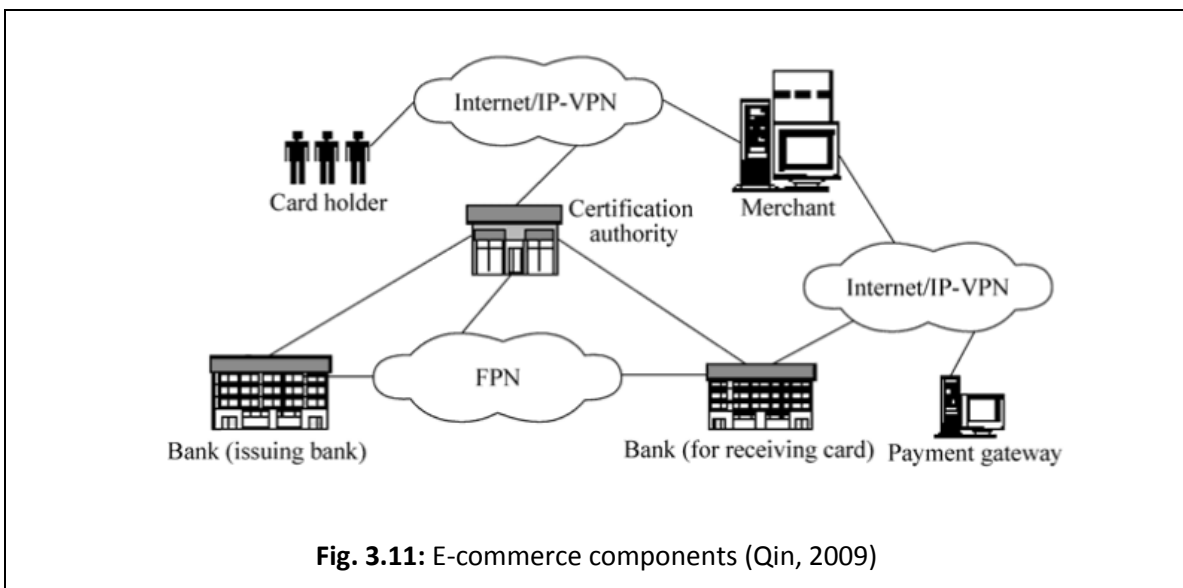 Internet/IP-VPN
Card holder
Certification
authority
Merchant
Internet/IP-VPN
FPN
Bank (issuing bank)
Bank (for receiving card)
Payment gateway
Fig. 3.11: E-commerce components (Qin, 2009)